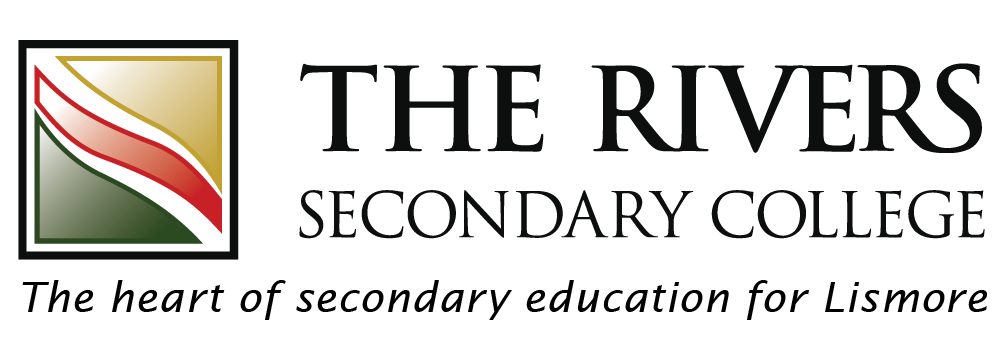 THE RIVERS
SECONDARY COLLEGE
The heart of secondary education for Lismore